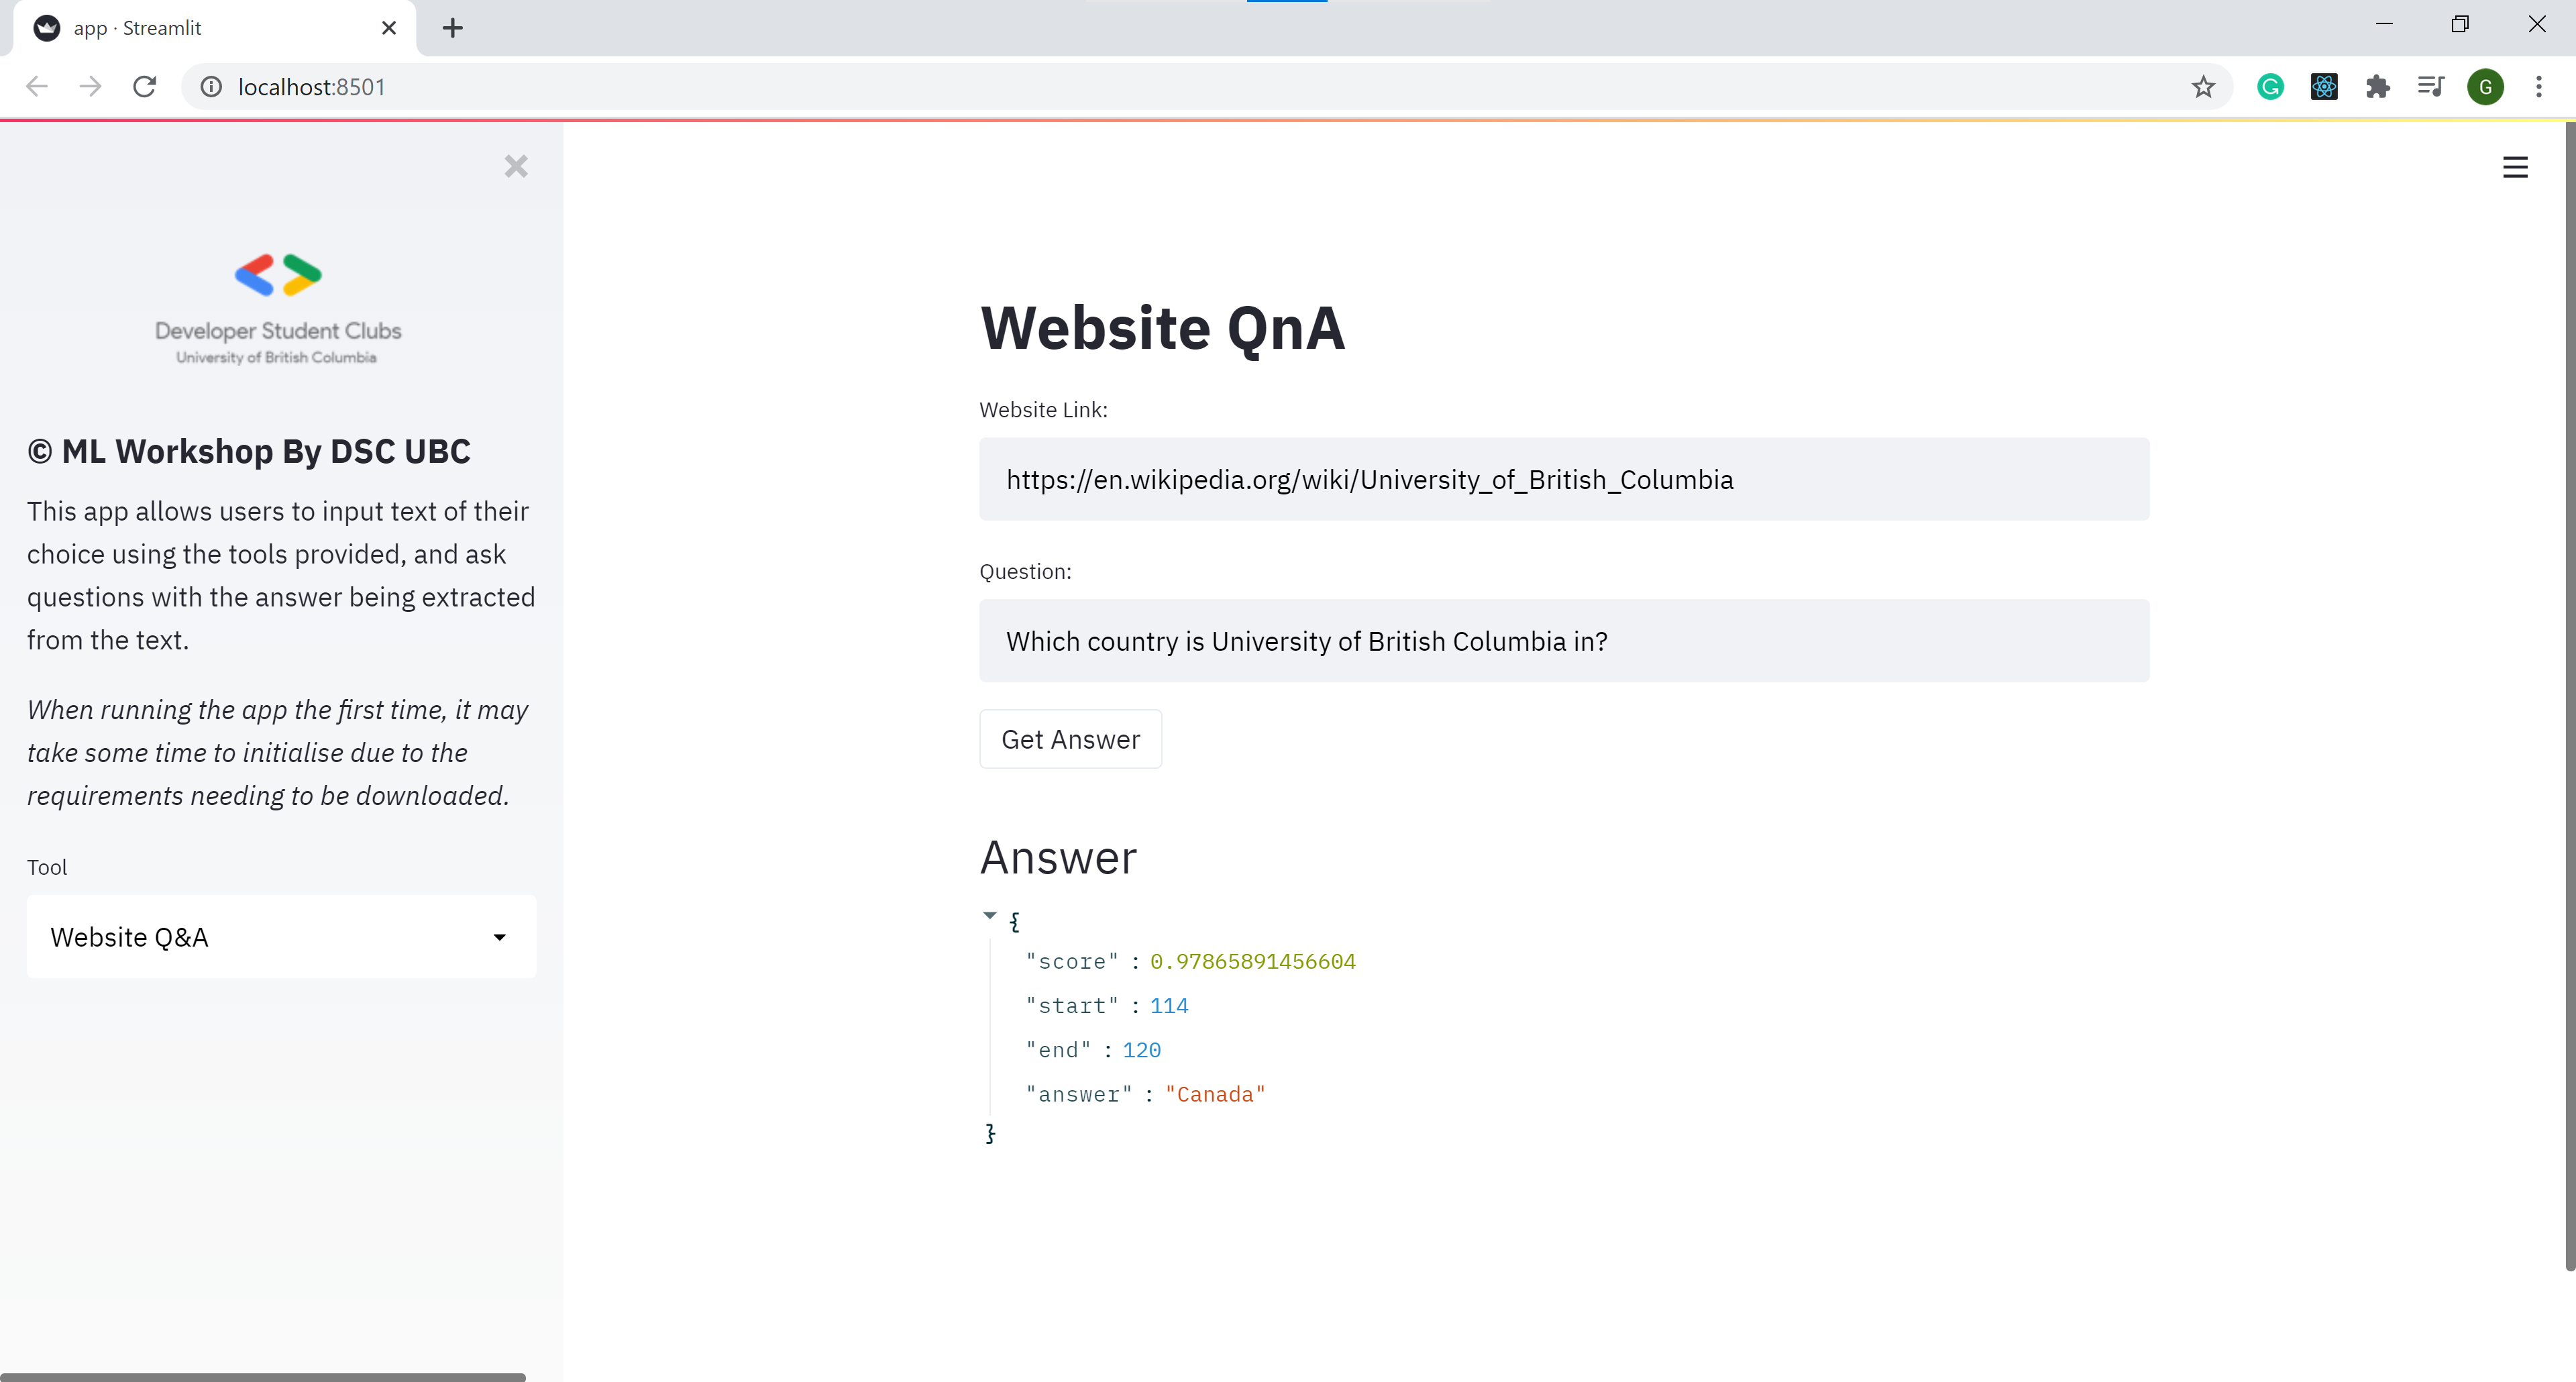 app · Streamlit
localhost:8501
G
Developer Student Clubs
University of British Columbia
© ML Workshop By DSC UBC
This app allows users to input text of their
choice using the tools provided, and ask
questions with the answer being extracted
from the text.
When running the app the first time, it may
take some time to initialise due to the
requirements needing to be downloaded.
Tool
Website Q&A
Website QnA
Website Link:
https://en.wikipedia.org/wiki/University_of_British_Columbia
Question:
Which country is University of British Columbia in?
Get Answer
Answer
{
"score" : 0.97865891456604
"start" : 114
"end" : 120
"answer" : "Canada"
}